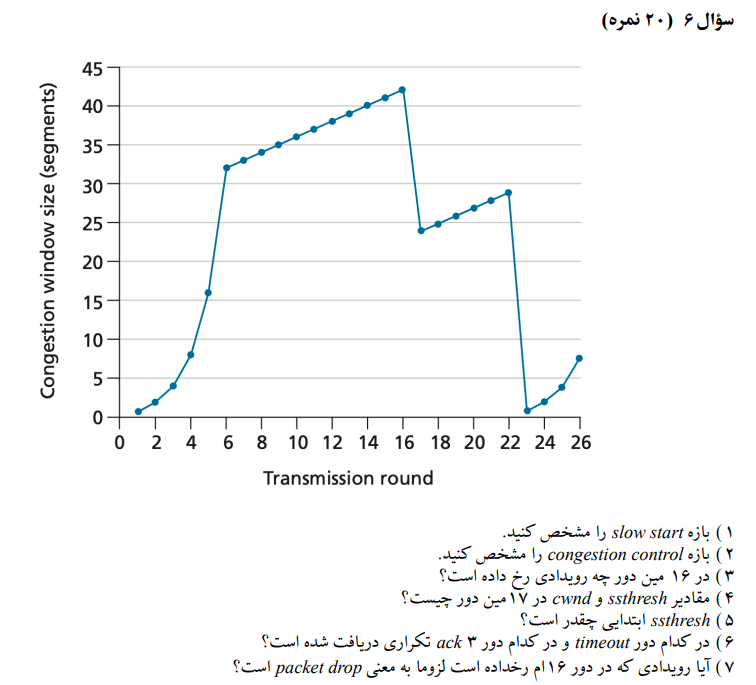 سؤال ۶ (۲۰ نمره)
Congestion window size (segments)
45
40
35
30
25
20
15
10
5
0
0 2 4 6 8 10 12 14 16 18 20 22 24 26
Transmission round
۱) بازه slow start را مشخص کنید.
۲) بازه congestion control را مشخص کنید.
۳) در ۱۶ مین دور چه رویدادی رخ داده است؟
۴) مقادیر ssthresh و cwnd در ۱۷مین دور چیست؟
۵) ssthresh ابتدایی چقدر است؟
۶) در کدام دور timeout و در کدام دور ۳ ack تکراری دریافت شده است؟
۷) آیا رویدادی که در دور ۱۶ام رخداده است لزوما به معنی packet drop است؟